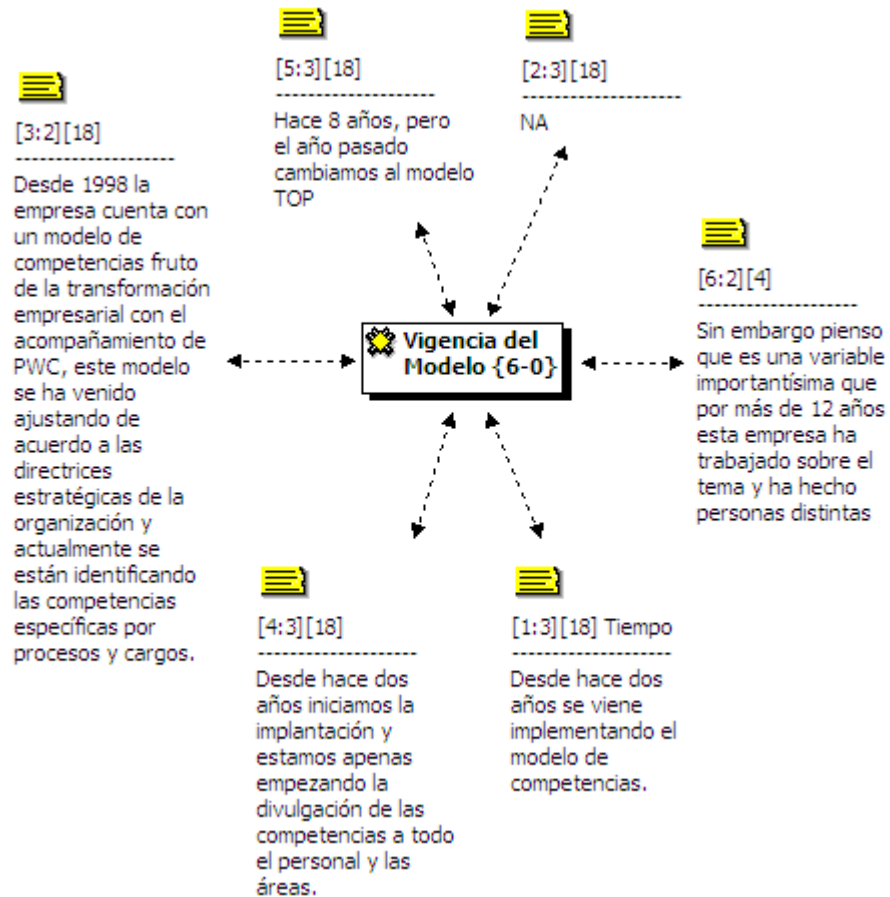 [5:3][18]
--------------------
Hace 8 años, pero
el año pasado
cambiamos al modelo
TOP
[2:3][18]
--------------------
NA
[3:2][18]
--------------------
Desde 1998 la
empresa cuenta con
un modelo de
competencias fruto
de la transformación
empresarial con el
acompañamiento de
PWC, este modelo
se ha venido
ajustando de
acuerdo a las
directrices
estratégicas de la
organización y
actualmente se
están identificando
las competencias
específicas por
procesos y cargos.
Vigencia del
Modelo {6-0}
[6:2][4]
--------------------
Sin embargo pienso
que es una variable
importantísima que
por más de 12 años
esta empresa ha
trabajado sobre el
tema y ha hecho
personas distintas
[4:3][18]
--------------------
Desde hace dos
años iniciamos la
implantación y
estamos apenas
empezando la
divulgación de las
competencias a todo
el personal y las
áreas.
[1:3][18] Tiempo
--------------------
Desde hace dos
años se viene
implementando el
modelo de
competencias.